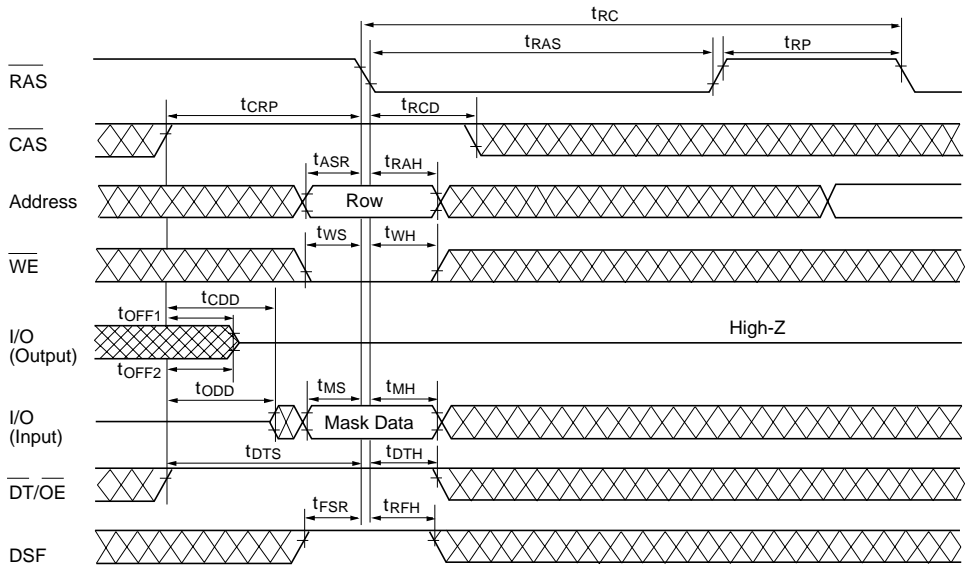 tRC
tRAS
tRP
RAS
tCRP
tRCD
CAS
tASR
tRAH
Address
Row
tWS
tWH
WE
tCDD
tOFF1
I/O
(Output)
High-Z
tOFF2
tODD
tMS
tMH
I/O
(Input)
Mask Data
tDTS
tDTH
DT/OE
tFSR
tRFH
DSF